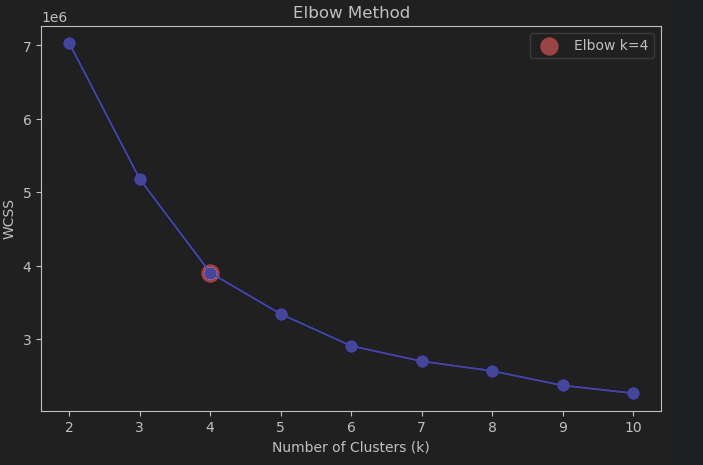 Elbow Method
1e6
Elbow k=4
7
6
5
4
3
WCSS
2 3 4 5 6 7 8 9 10
Number of Clusters (k)